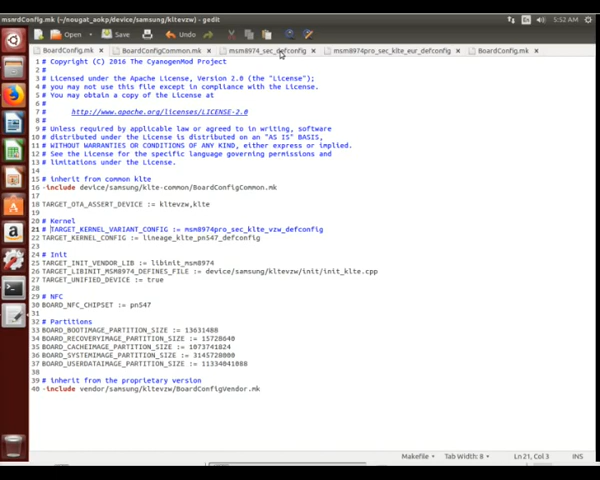 msmrdConfig.mk (~/nougat_aokp/device/samsung/kltevzw) - gedit
En 5:52 AM
Open Save Undo
BoardConfig.mk × BoardConfigCommon.mk × msm8974_sec_defconfig × msm8974pro_sec_klte_eur_defconfig × BoardConfig.mk ×
1 # Copyright (C) 2016 The CyanogenMod Project
2 #
3 # Licensed under the Apache License, Version 2.0 (the "License");
4 # you may not use this file except in compliance with the License.
5 # You may obtain a copy of the License at
6 #
7 # http://www.apache.org/licenses/LICENSE-2.0
8 #
9 # Unless required by applicable law or agreed to in writing, software
10 # distributed under the License is distributed on an "AS IS" BASIS,
11 # WITHOUT WARRANTIES OR CONDITIONS OF ANY KIND, either express or implied.
12 # See the License for the specific language governing permissions and
13 # limitations under the License.
14
15 # inherit from common klte
16 -include device/samsung/klte-common/BoardConfigCommon.mk
17
18 TARGET_OTA_ASSERT_DEVICE := kltevzw,klte
19
20 # Kernel
21 # TARGET_KERNEL_VARIANT_CONFIG := msm8974pro_sec_klte_vzw_defconfig
22 TARGET_KERNEL_CONFIG := lineage_klte_pn547_defconfig
23
24 # Init
25 TARGET_INIT_VENDOR_LIB := libinit_msm8974
26 TARGET_LIBINIT_MSM8974_DEFINES_FILE := device/samsung/kltevzw/init/init_klte.cpp
27 TARGET_UNIFIED_DEVICE := true
28
29 # NFC
30 BOARD_NFC_CHIPSET := pn547
31
32 # Partitions
33 BOARD_BOOTIMAGE_PARTITION_SIZE := 13631488
34 BOARD_RECOVERYIMAGE_PARTITION_SIZE := 15728640
35 BOARD_CACHEIMAGE_PARTITION_SIZE := 1073741824
36 BOARD_SYSTEMIMAGE_PARTITION_SIZE := 3145728000
37 BOARD_USERDATAIMAGE_PARTITION_SIZE := 11334041088
38
39 # inherit from the proprietary version
40 -include vendor/samsung/kltevzw/BoardConfigVendor.mk
Makefile Tab Width: 8 Ln 21, Col 3 INS